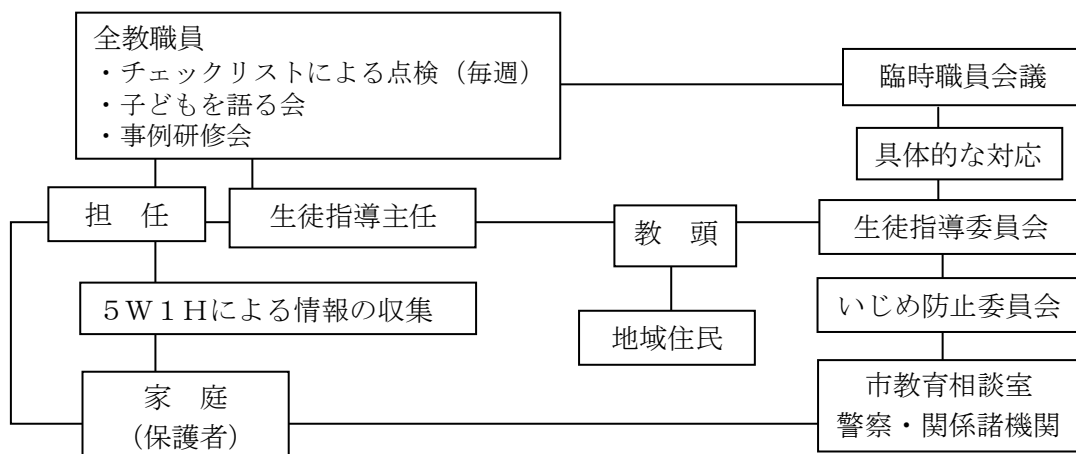 全教職員
・チェックリストによる点検（毎週）
・子どもを語る会
・事例研修会
臨時職員会議
具体的な対応
担　任
生徒指導主任
教　頭
生徒指導委員会
５Ｗ１Ｈによる情報の収集
地域住民
いじめ防止委員会
家　庭
（保護者）
市教育相談室
警察・関係諸機関